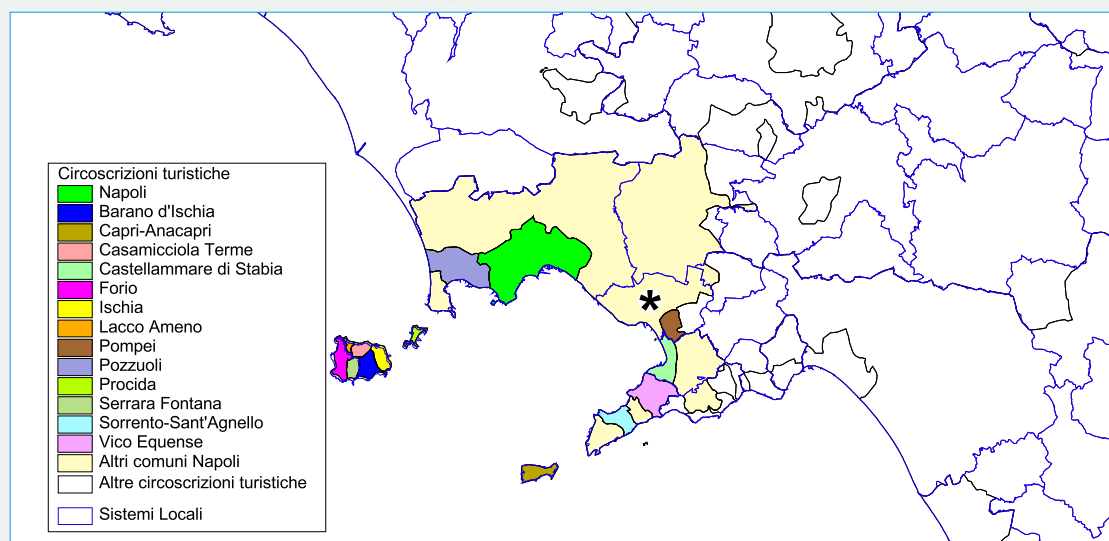 Circoscrizioni turistiche
Napoli
Barano d'Ischia
Capri-Anacapri
Casamicciola Terme
Castellammare di Stabia
Forio
Ischia
Lacco Ameno
Pompei
Pozzuoli
Procida
Serrara Fontana
Sorrento-Sant'Agnello
Vico Equense
Altri comuni Napoli
Altre circoscrizioni turistiche
Sistemi Locali
*